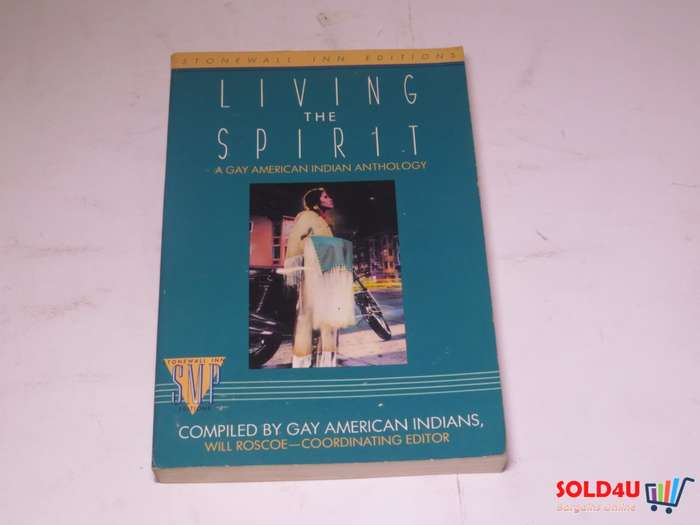 STONEWALL INN EDITIONS
LIVING
THE
SPIRIT
A GAY AMERICAN INDIAN ANTHOLOGY
STONEWALL INN
SMP
EDITIONS
COMPILED BY GAY AMERICAN INDIANS,
WILL ROSCOE—COORDINATING EDITOR
SOLD4U
Bargains Online